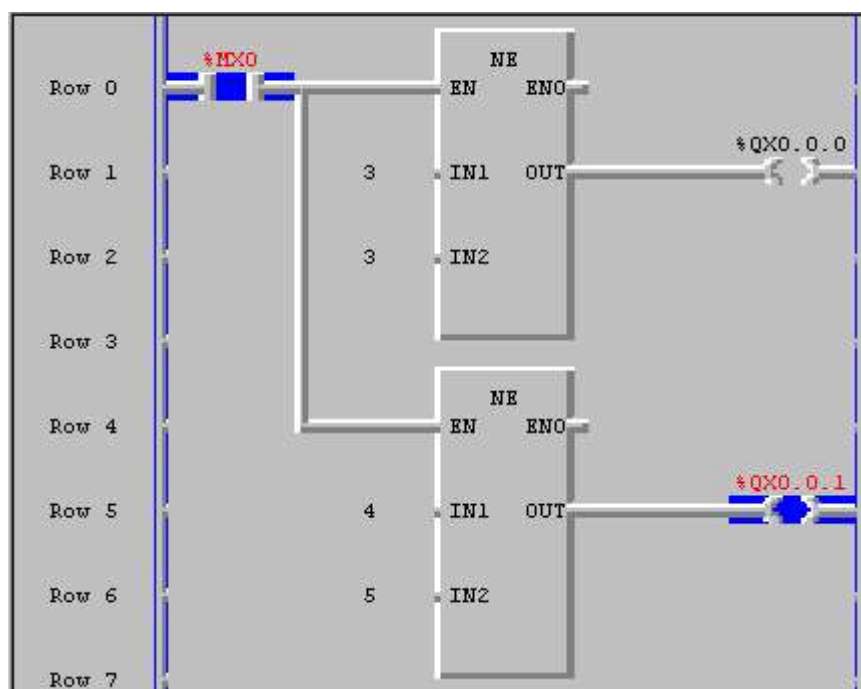 %MX0
NE
Row 0 EN ENO
%QX0.0.0
Row 1 3 IN1 OUT
Row 2 3 IN2
Row 3
NE
Row 4 EN ENO
%QX0.0.1
Row 5 4 IN1 OUT
Row 6 5 IN2
Row 7